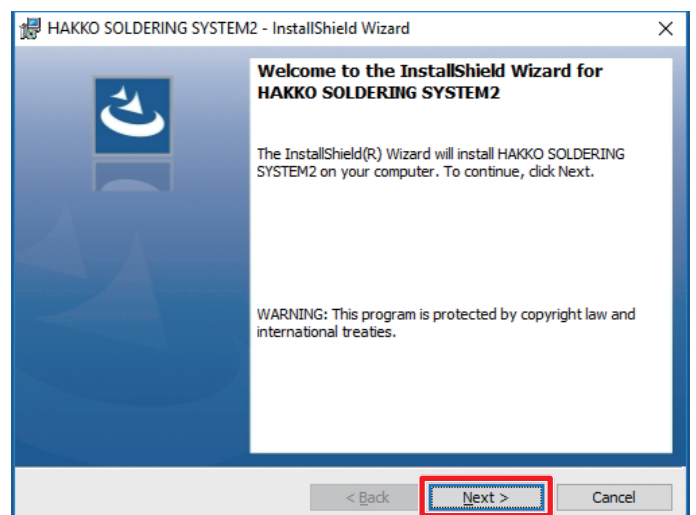 HAKKO SOLDERING SYSTEM2 - InstallShield Wizard
Welcome to the InstallShield Wizard for
HAKKO SOLDERING SYSTEM2
The InstallShield(R) Wizard will install HAKKO SOLDERING
SYSTEM2 on your computer. To continue, click Next.
WARNING: This program is protected by copyright law and
international treaties.
< Back Next > Cancel